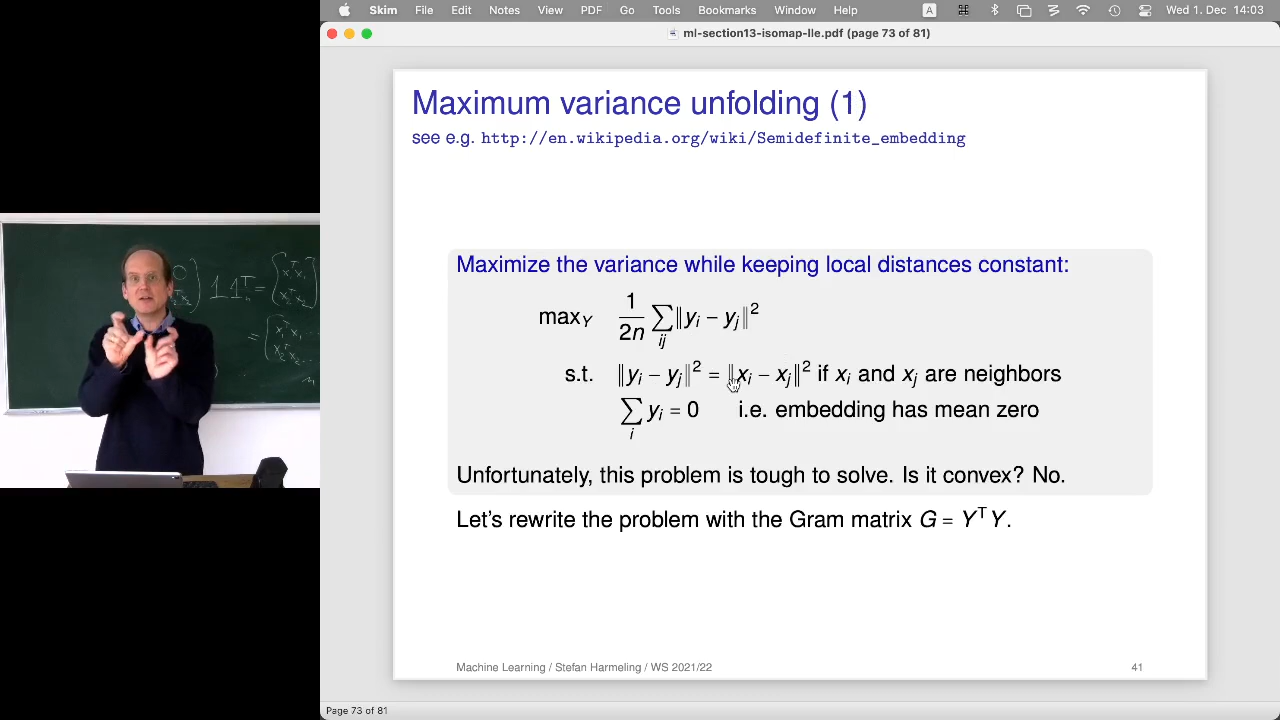 Skim File Edit Notes View PDF Go Tools Bookmarks Window Help A Wed 1. Dec 14:03
ml-section13-isomap-lle.pdf (page 73 of 81)
Maximum variance unfolding (1)
see e.g. http://en.wikipedia.org/wiki/Semidefinite_embedding
Maximize the variance while keeping local distances constant:
max_Y 1/2n ∑_ij ‖y_i − y_j‖²
s.t. ‖y_i − y_j‖² = ‖x_i − x_j‖² if x_i and x_j are neighbors
∑_i y_i = 0 i.e. embedding has mean zero
Unfortunately, this problem is tough to solve. Is it convex? No.
Let's rewrite the problem with the Gram matrix G = Y^T Y.
Machine Learning / Stefan Harmeling / WS 2021/22 41
Page 73 of 81